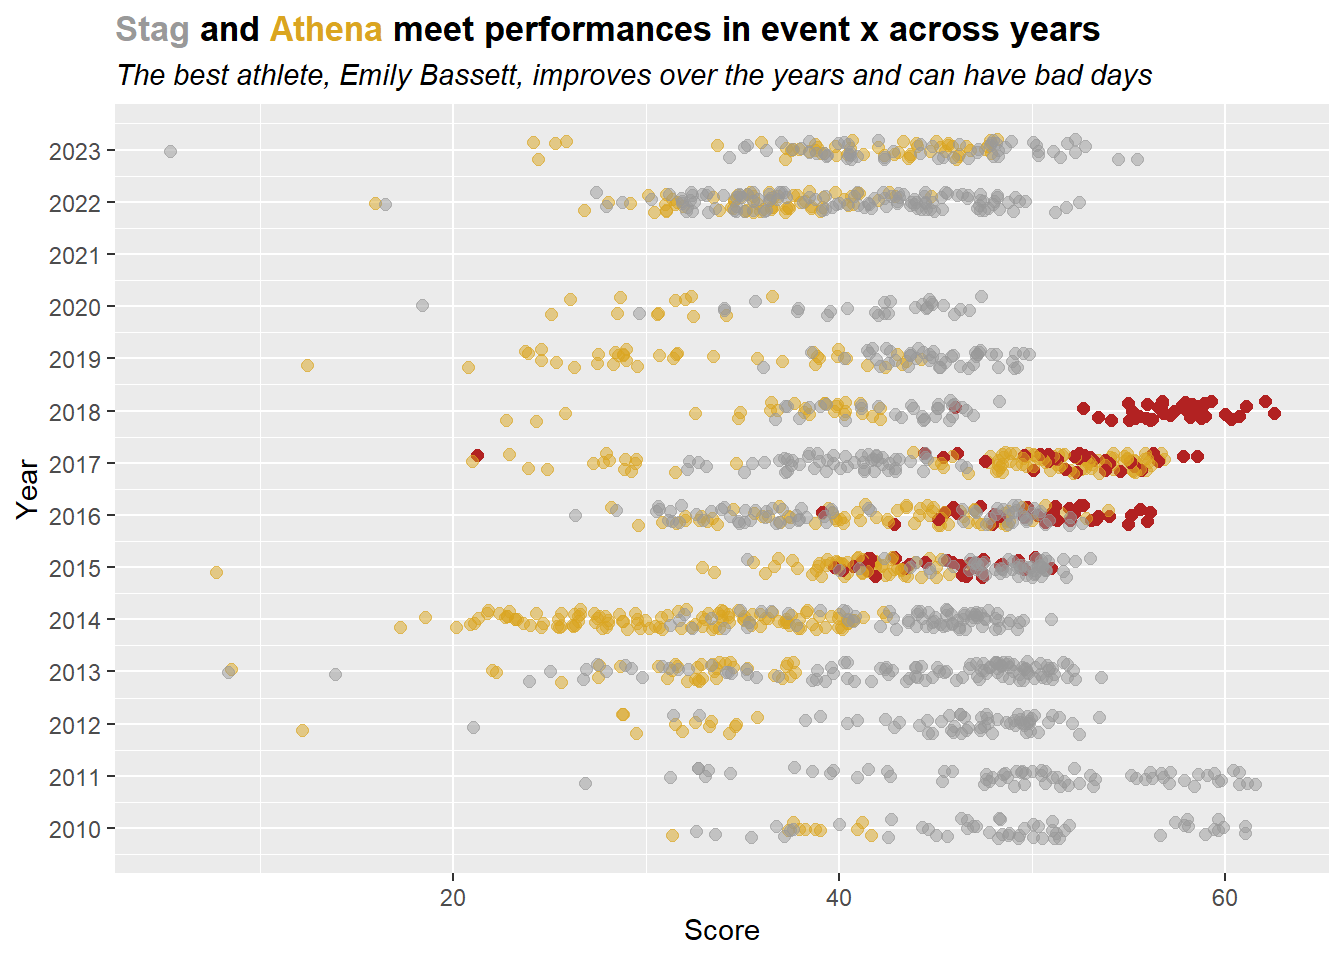 Stag and Athena meet performances in event x across years
The best athlete, Emily Bassett, improves over the years and can have bad days
Year
2023
2022
2021
2020
2019
2018
2017
2016
2015
2014
2013
2012
2011
2010
20 40 60
Score